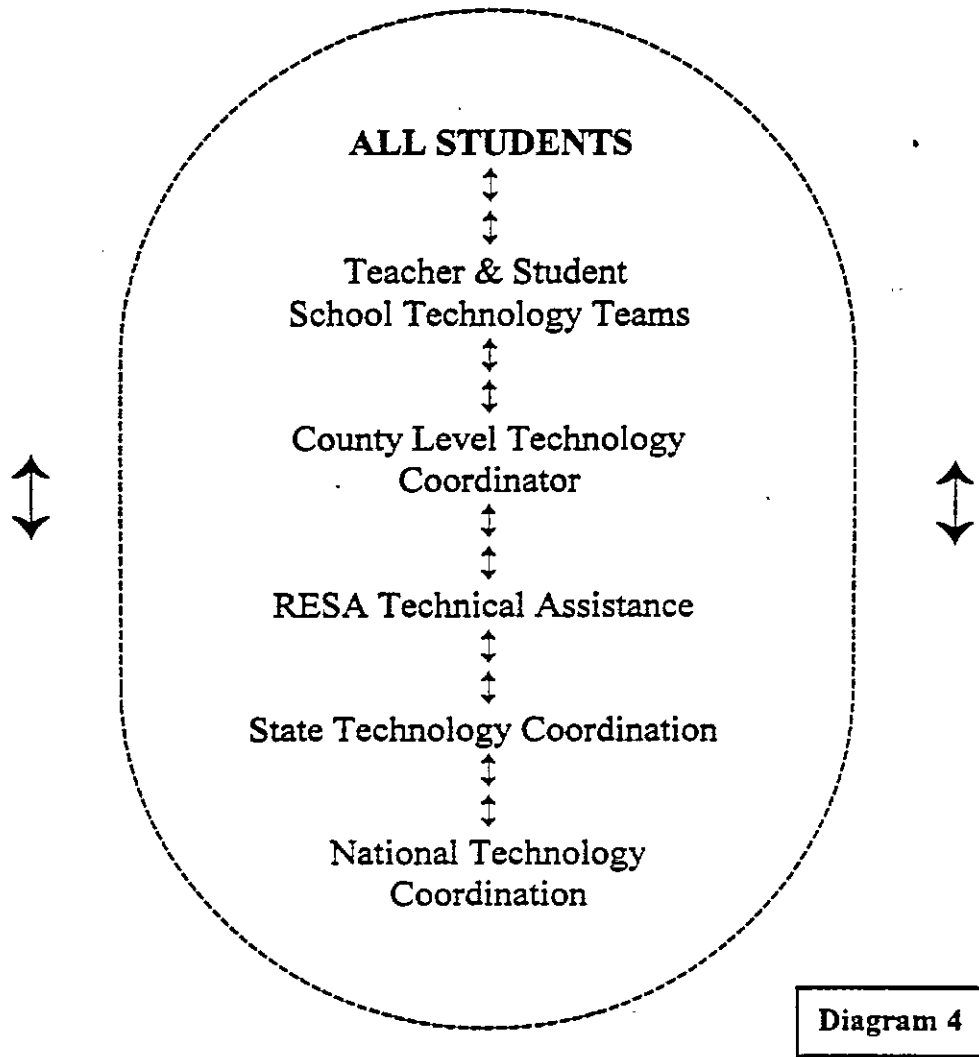 ALL STUDENTS
Teacher & Student
School Technology Teams
County Level Technology
Coordinator
RESA Technical Assistance
State Technology Coordination
National Technology
Coordination
Diagram 4